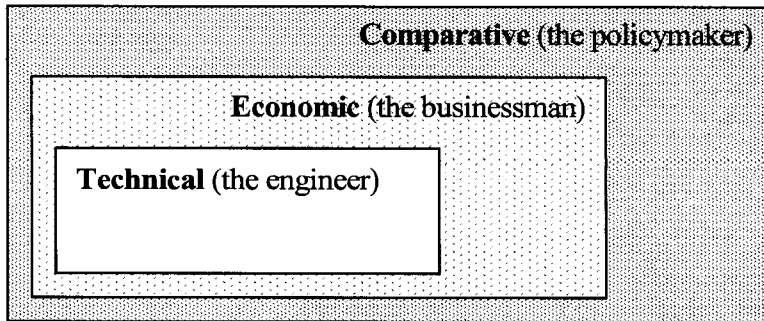 Comparative (the policymaker)
Economic (the businessman)
Technical (the engineer)